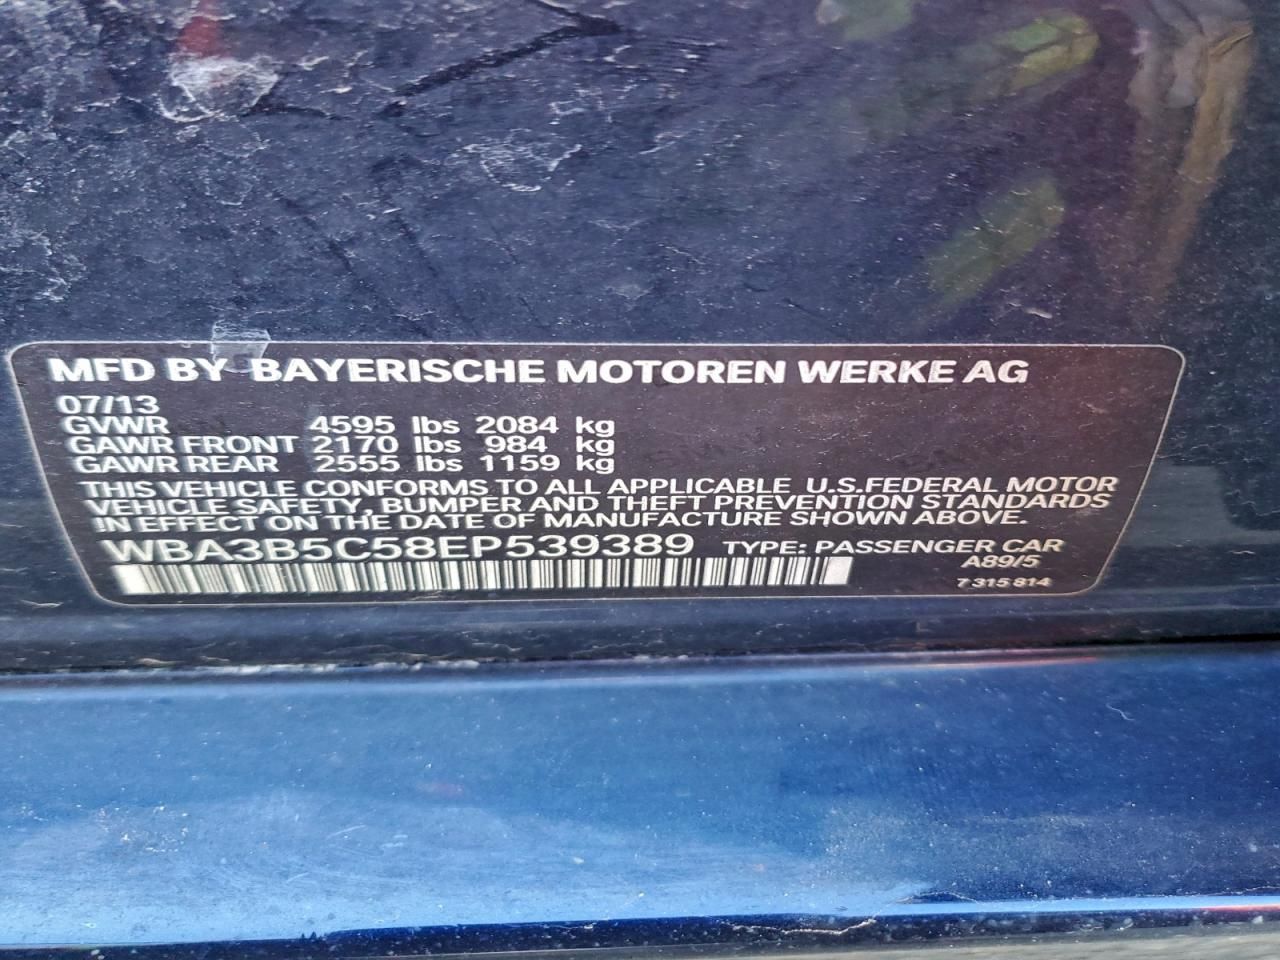 MFD BY BAYERISCHE MOTOREN WERKE AG
07/13
GVWR 4595 lbs 2084 kg
GAWR FRONT 2170 lbs 984 kg
GAWR REAR 2555 lbs 1159 kg
THIS VEHICLE CONFORMS TO ALL APPLICABLE U.S.FEDERAL MOTOR
VEHICLE SAFETY, BUMPER AND THEFT PREVENTION STANDARDS
IN EFFECT ON THE DATE OF MANUFACTURE SHOWN ABOVE.
WBA3B5C58EP539389 TYPE: PASSENGER CAR
A89/5
7 315 814